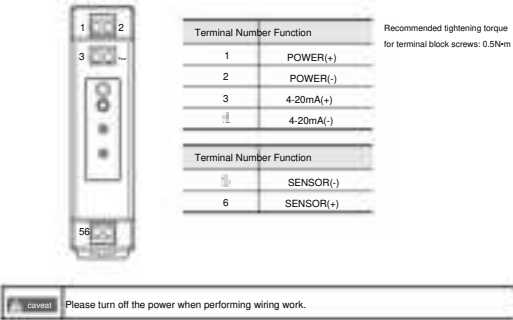 1 2
3
56
Terminal Number Function
1 POWER(+)
2 POWER(-)
3 4-20mA(+)
4-20mA(-)
Terminal Number Function
SENSOR(-)
6 SENSOR(+)
Recommended tightening torque
for terminal block screws: 0.5N•m
caveat Please turn off the power when performing wiring work.